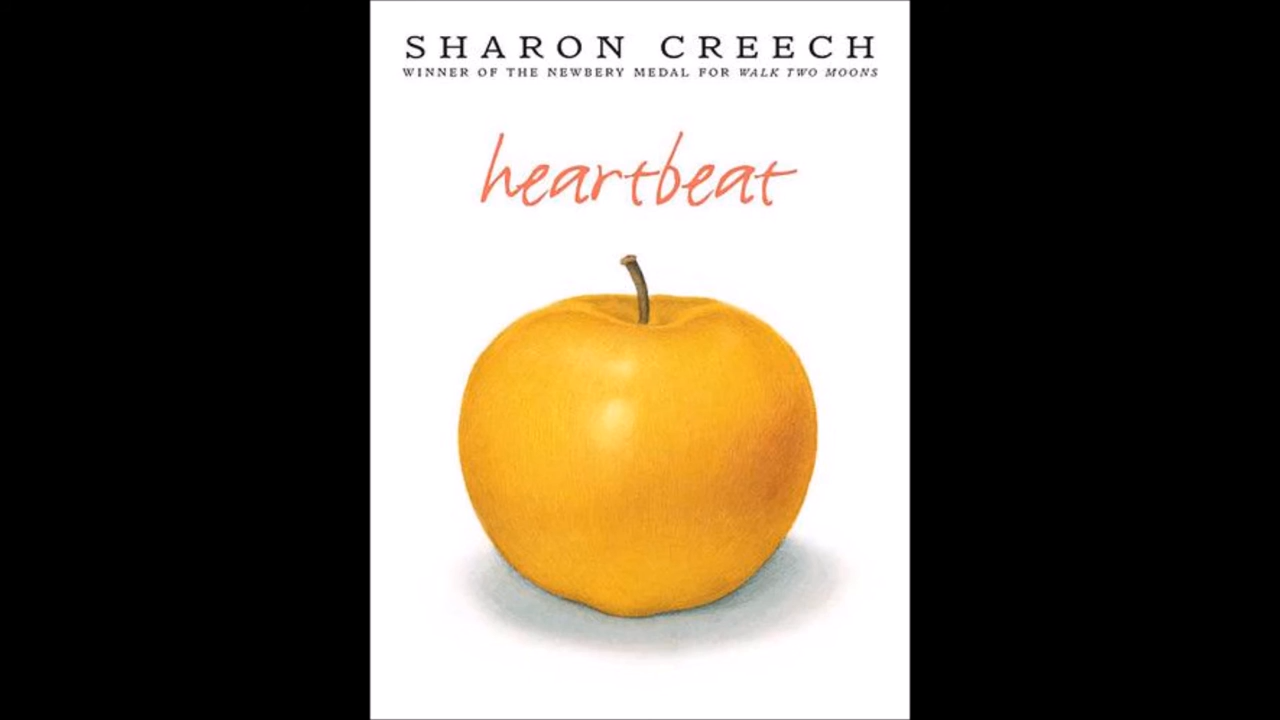 SHARON CREECH
WINNER OF THE NEWBERY MEDAL FOR WALK TWO MOONS
heartbeat